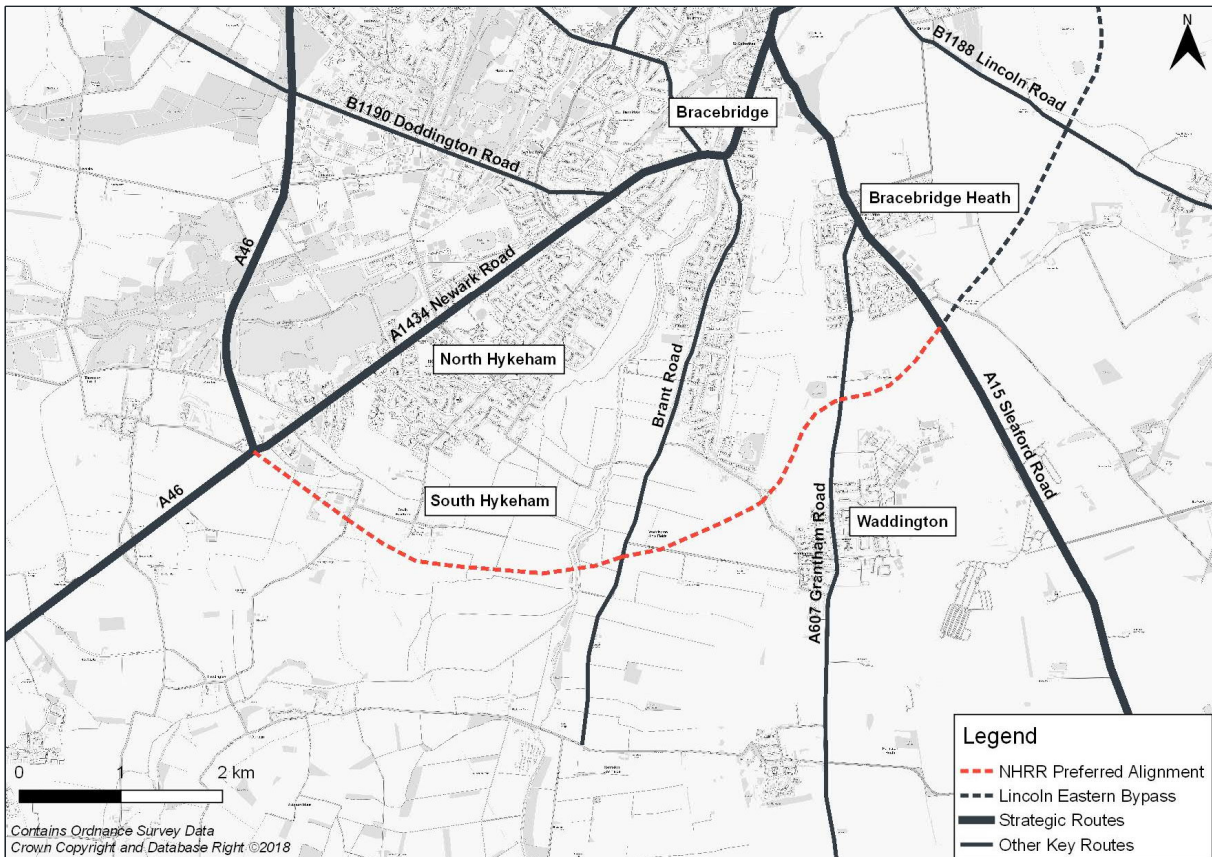 N
B1188 Lincoln Road
Bracebridge
B1190 Doddington Road
Bracebridge Heath
A46
A1434 Newark Road
North Hykeham
Brant Road
A15 Sleaford Road
A46
South Hykeham
A607 Grantham Road
Waddington
Legend
NHRR Preferred Alignment
Lincoln Eastern Bypass
Strategic Routes
Other Key Routes
0 1 2 km
Contains Ordnance Survey Data
Crown Copyright and Database Right ©2018